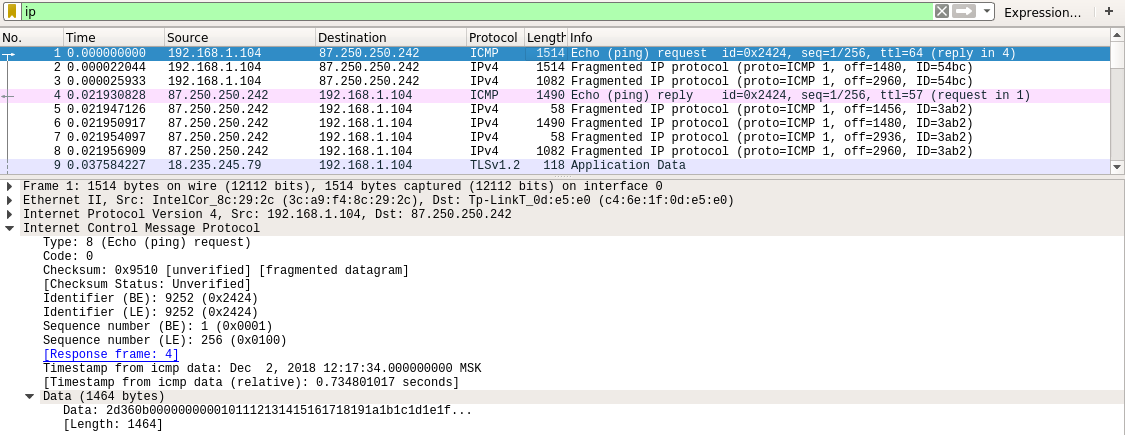 ip
Expression... +
No. Time Source Destination Protocol Length Info
1 0.000000000 192.168.1.104 87.250.250.242 ICMP 1514 Echo (ping) request id=0x2424, seq=1/256, ttl=64 (reply in 4)
2 0.000022044 192.168.1.104 87.250.250.242 IPv4 1514 Fragmented IP protocol (proto=ICMP 1, off=1480, ID=54bc)
3 0.000025933 192.168.1.104 87.250.250.242 IPv4 1082 Fragmented IP protocol (proto=ICMP 1, off=2960, ID=54bc)
4 0.021930828 87.250.250.242 192.168.1.104 ICMP 1490 Echo (ping) reply id=0x2424, seq=1/256, ttl=57 (request in 1)
5 0.021947126 87.250.250.242 192.168.1.104 IPv4 58 Fragmented IP protocol (proto=ICMP 1, off=1456, ID=3ab2)
6 0.021950917 87.250.250.242 192.168.1.104 IPv4 1490 Fragmented IP protocol (proto=ICMP 1, off=1480, ID=3ab2)
7 0.021954097 87.250.250.242 192.168.1.104 IPv4 58 Fragmented IP protocol (proto=ICMP 1, off=2936, ID=3ab2)
8 0.021956909 87.250.250.242 192.168.1.104 IPv4 1082 Fragmented IP protocol (proto=ICMP 1, off=2960, ID=3ab2)
9 0.037584227 18.235.245.79 192.168.1.104 TLSv1.2 118 Application Data
Frame 1: 1514 bytes on wire (12112 bits), 1514 bytes captured (12112 bits) on interface 0
Ethernet II, Src: IntelCor_8c:29:2c (3c:a9:f4:8c:29:2c), Dst: Tp-LinkT_0d:e5:e0 (c4:6e:1f:0d:e5:e0)
Internet Protocol Version 4, Src: 192.168.1.104, Dst: 87.250.250.242
Internet Control Message Protocol
Type: 8 (Echo (ping) request)
Code: 0
Checksum: 0x9510 [unverified] [fragmented datagram]
[Checksum Status: Unverified]
Identifier (BE): 9252 (0x2424)
Identifier (LE): 9252 (0x2424)
Sequence number (BE): 1 (0x0001)
Sequence number (LE): 256 (0x0100)
[Response frame: 4]
Timestamp from icmp data: Dec  2, 2018 12:17:34.000000000 MSK
[Timestamp from icmp data (relative): 0.734801017 seconds]
Data (1464 bytes)
Data: 2d360b0000000000101112131415161718191a1b1c1d1e1f...
[Length: 1464]